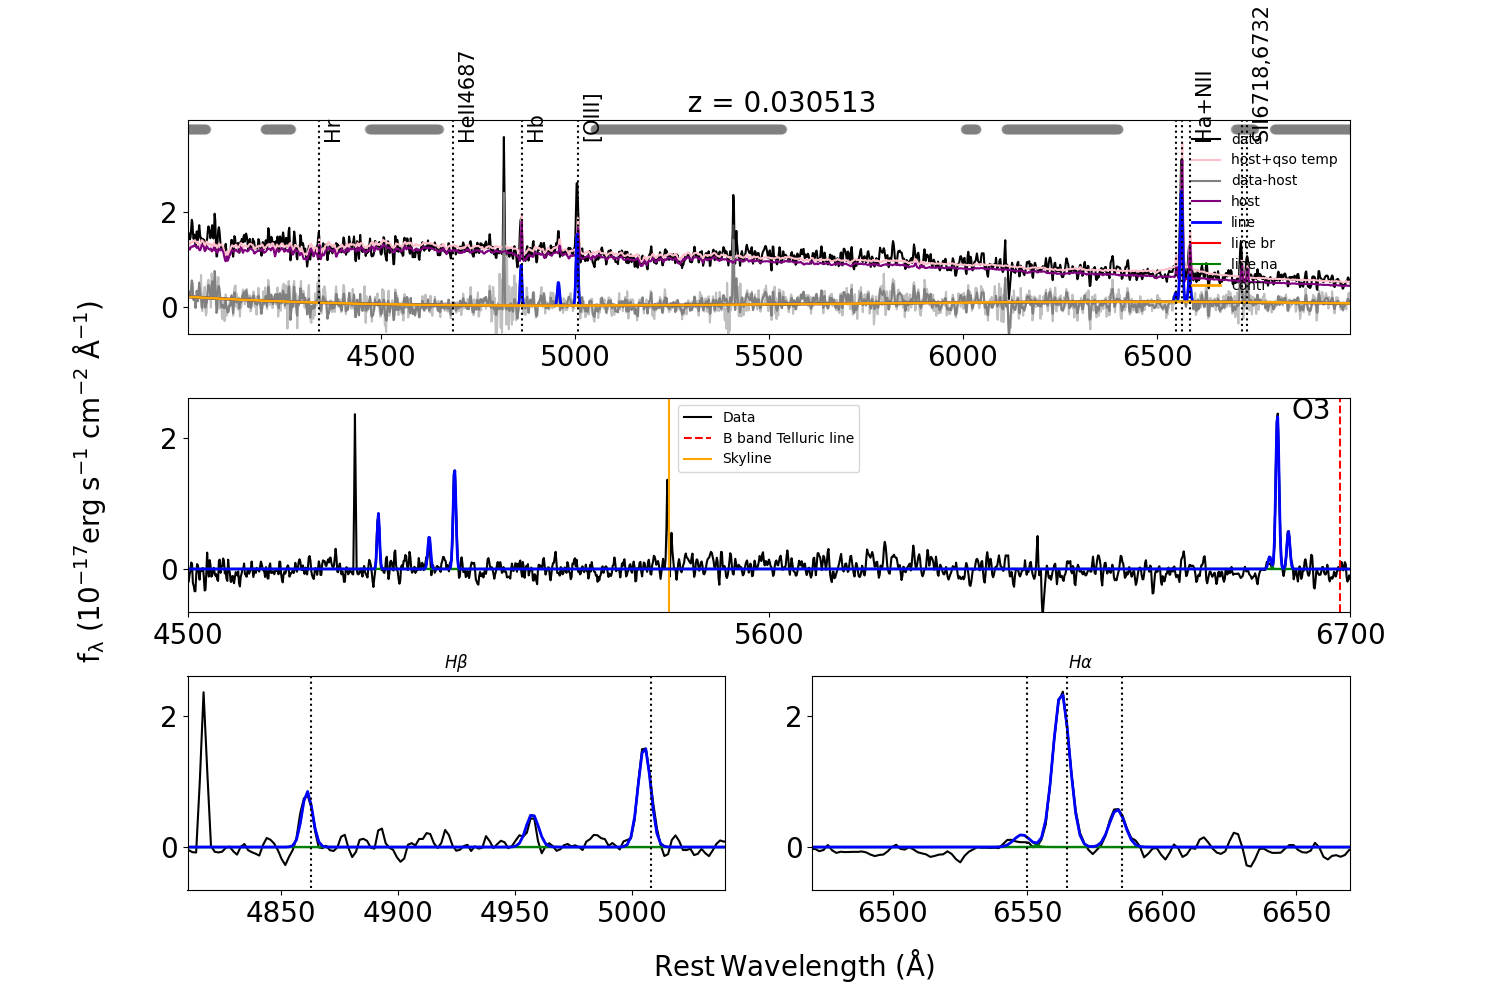 z = 0.030513
Hr
HeII4687
Hb
[OIII]
Ha+NII
SII6718,6732
data
host+qso temp
data-host
host
line
line br
line na
conti
2
0
4500 5000 5500 6000 6500
fλ (10−17erg s−1 cm−2 Å−1)
O3
Data
B band Telluric line
Skyline
2
0
4500 5600 6700
Hβ
2
0
4850 4900 4950 5000
Hα
2
0
6500 6550 6600 6650
Rest Wavelength (Å)